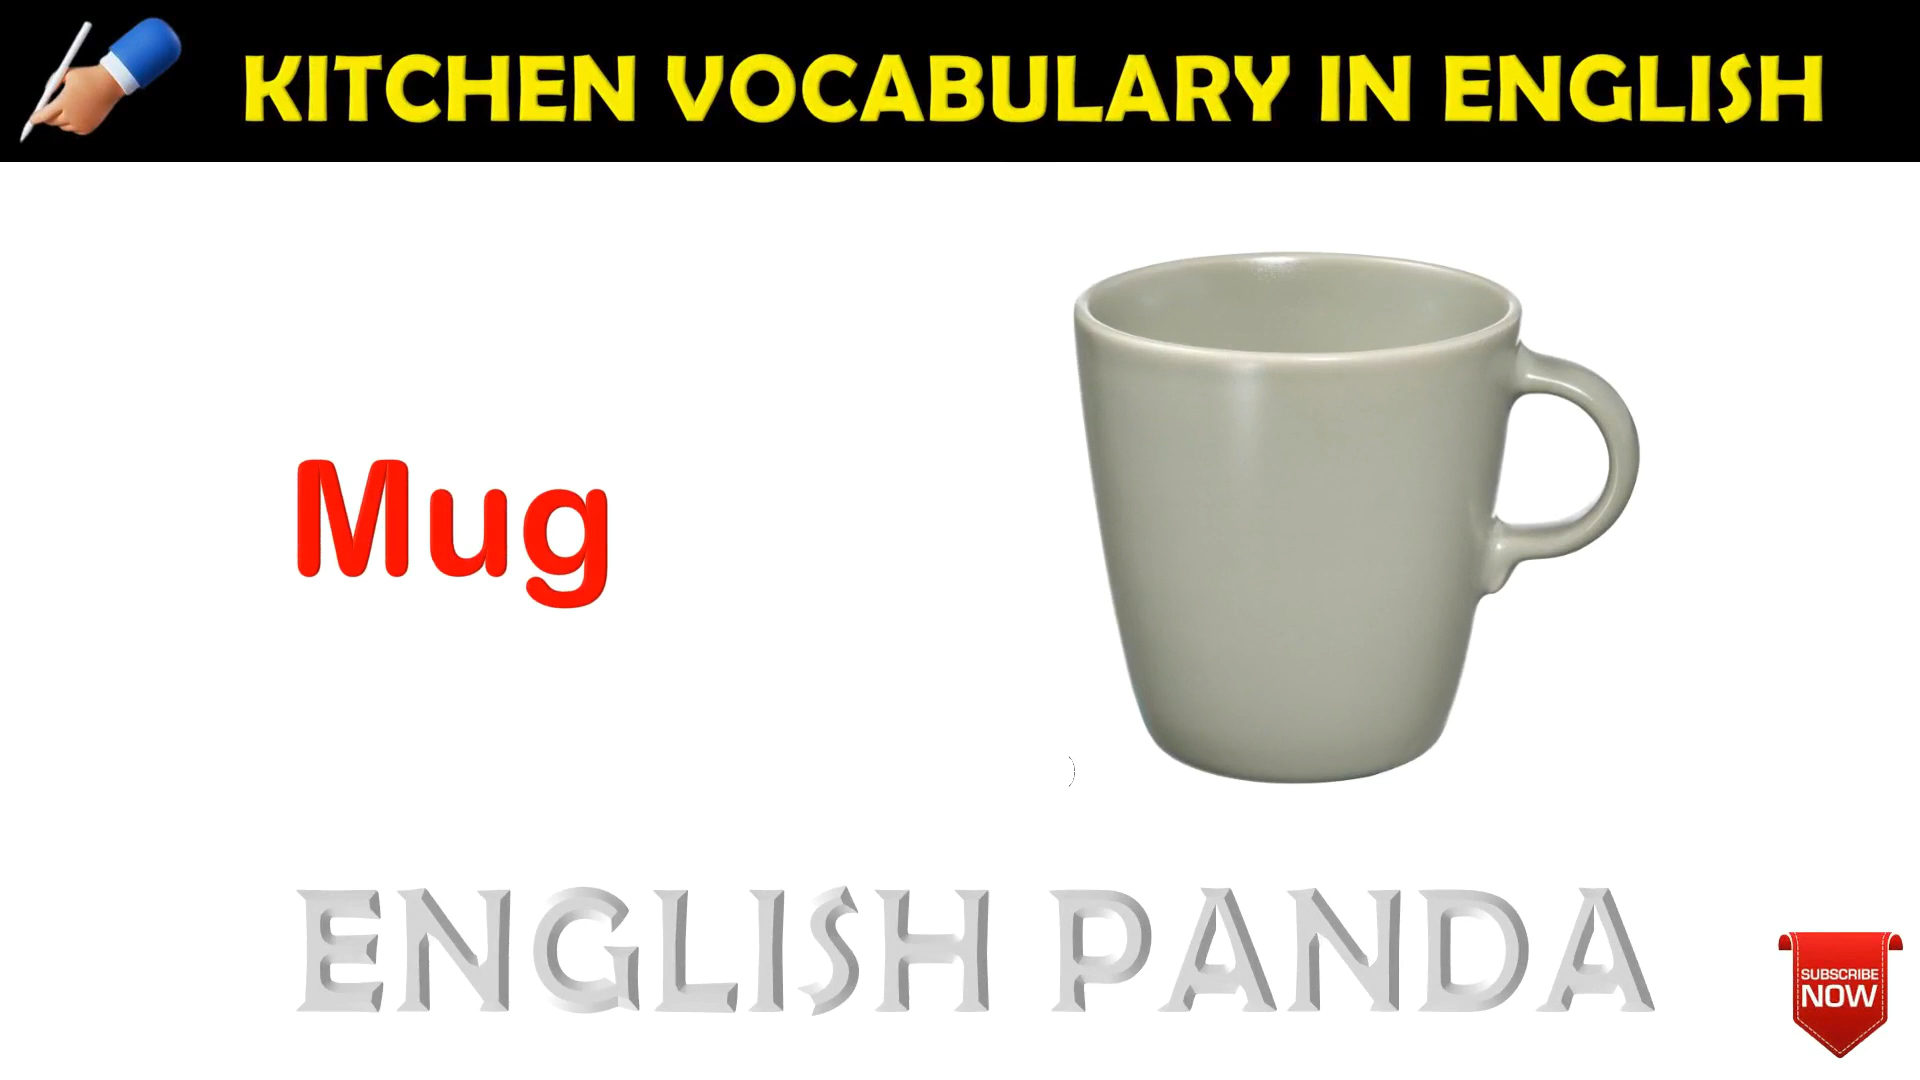 KITCHEN VOCABULARY IN ENGLISH
Mug
ENGLISH PANDA
SUBSCRIBE
NOW